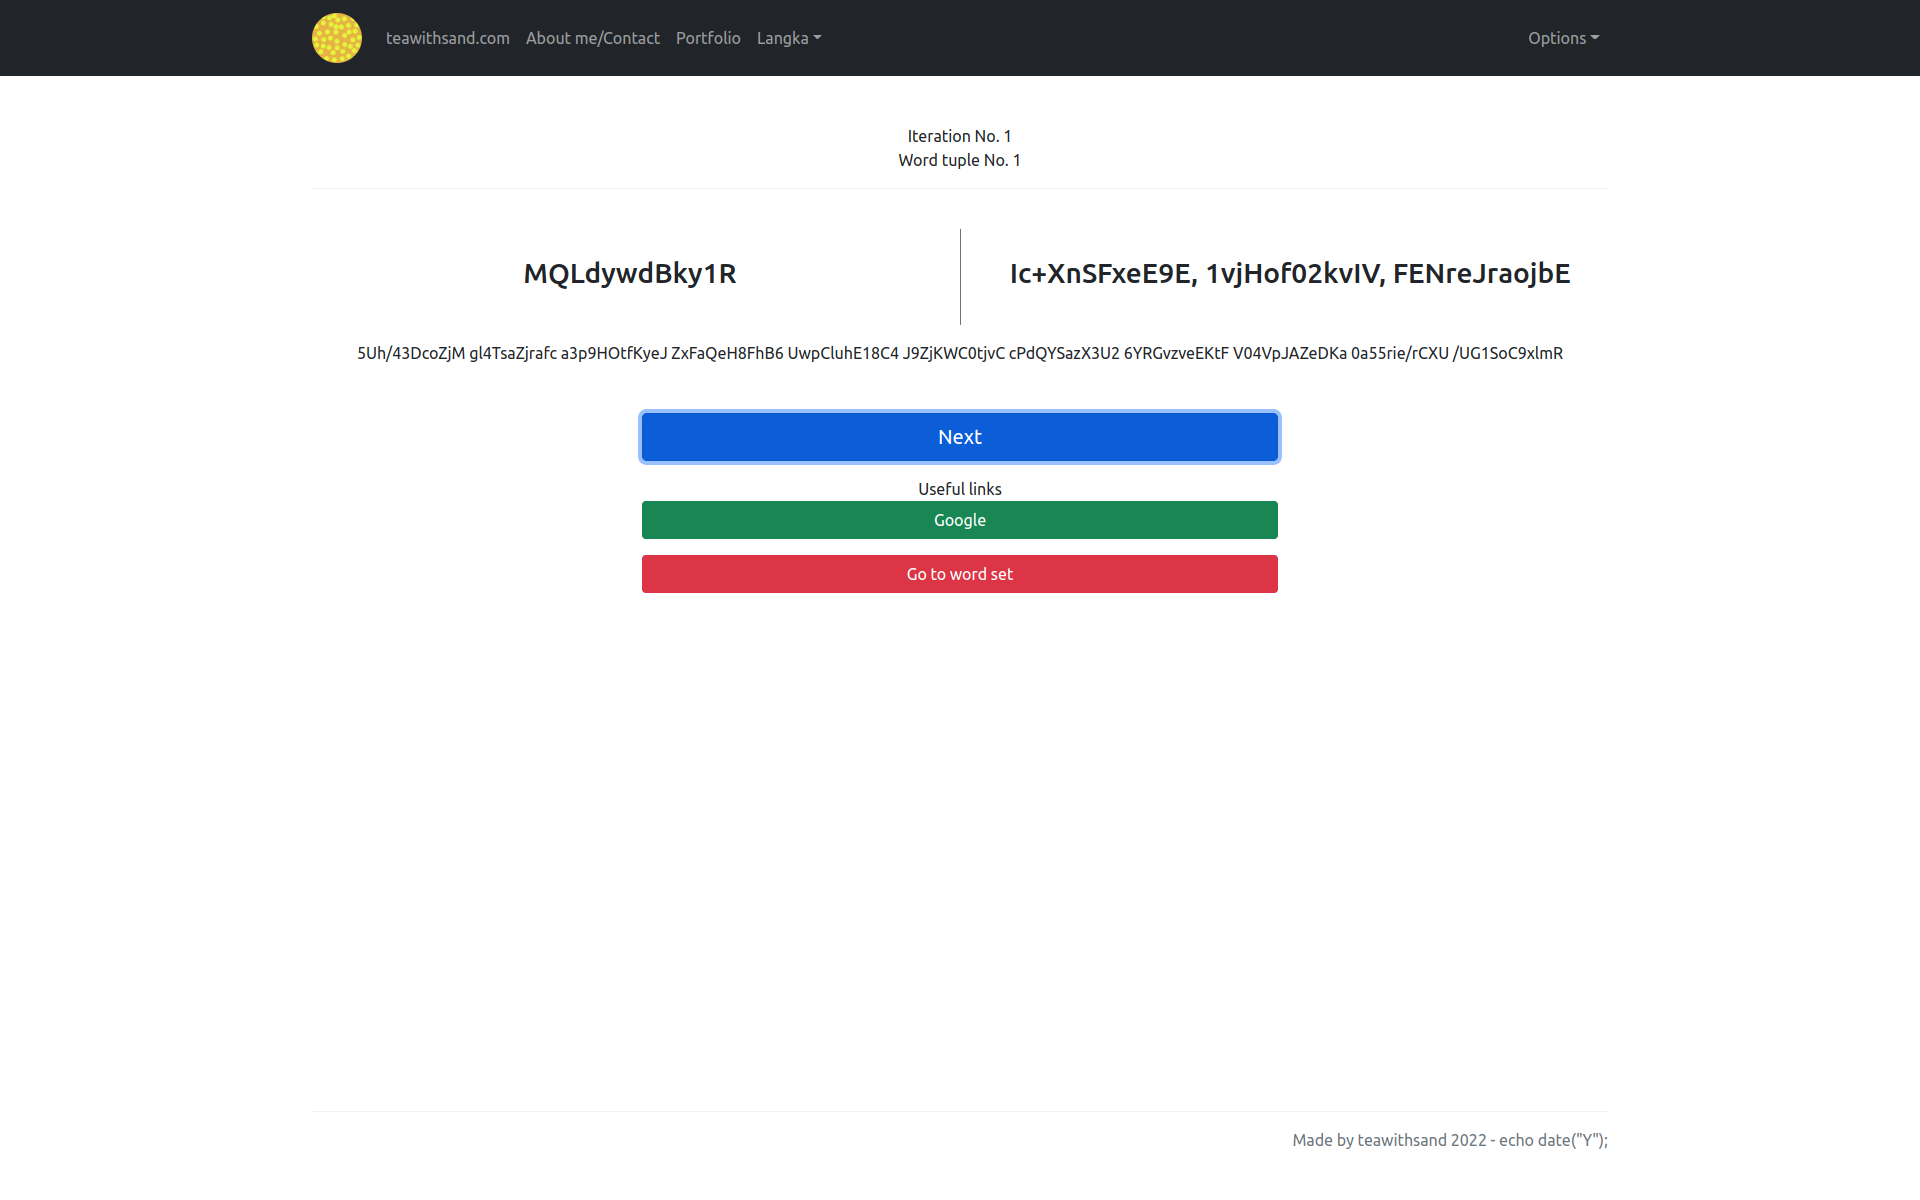 teawithsand.com About me/Contact Portfolio Langka Options
Iteration No. 1
Word tuple No. 1
MQLdywdBky1R
Ic+XnSFxeE9E, 1vjHof02kvIV, FENreJraojbE
5Uh/43DcoZjM gl4TsaZjrafc a3p9HOtfKyeJ ZxFaQeH8FhB6 UwpCluhE18C4 J9ZjKWC0tjvC cPdQYSazX3U2 6YRGvzveEKtF V04VpJAZeDKa 0a55rie/rCXU /UG1SoC9xlmR
Next
Useful links
Google
Go to word set
Made by teawithsand 2022 - echo date("Y");